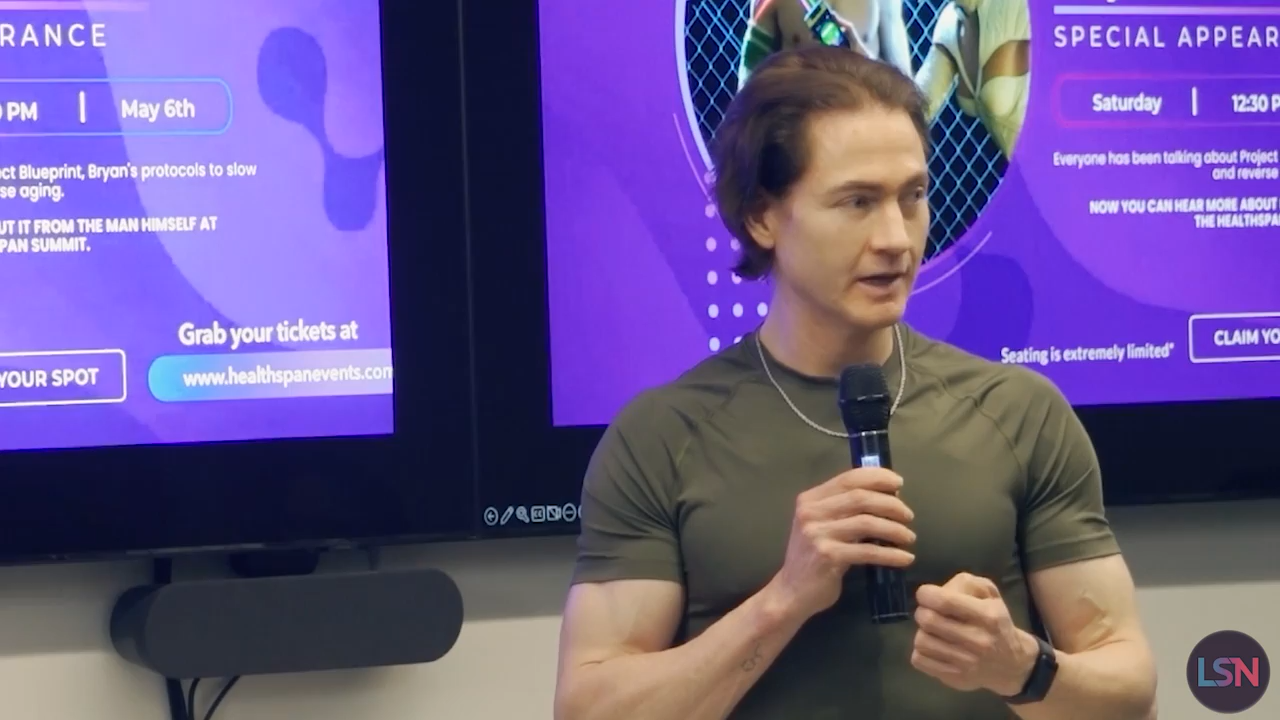 RANCE
PM | May 6th
ect Blueprint, Bryan's protocols to slow
se aging.
UT IT FROM THE MAN HIMSELF AT
PAN SUMMIT.
Grab your tickets at
YOUR SPOT
www.healthspanevents.com
SPECIAL APPEAR
Saturday | 12:30 P
Everyone has been talking about Project
and reverse
NOW YOU CAN HEAR MORE ABOUT
THE HEALTHSPA
Seating is extremely limited*
CLAIM YO
LSN